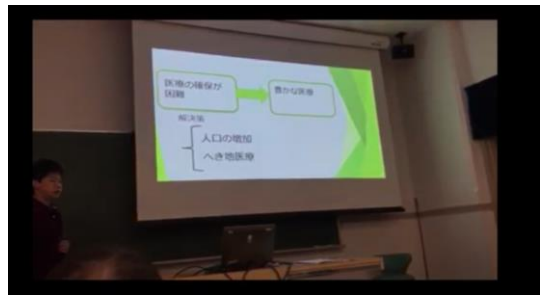 医療の確保が
困難
豊かな医療
解決策
人口の増加
へき地医療